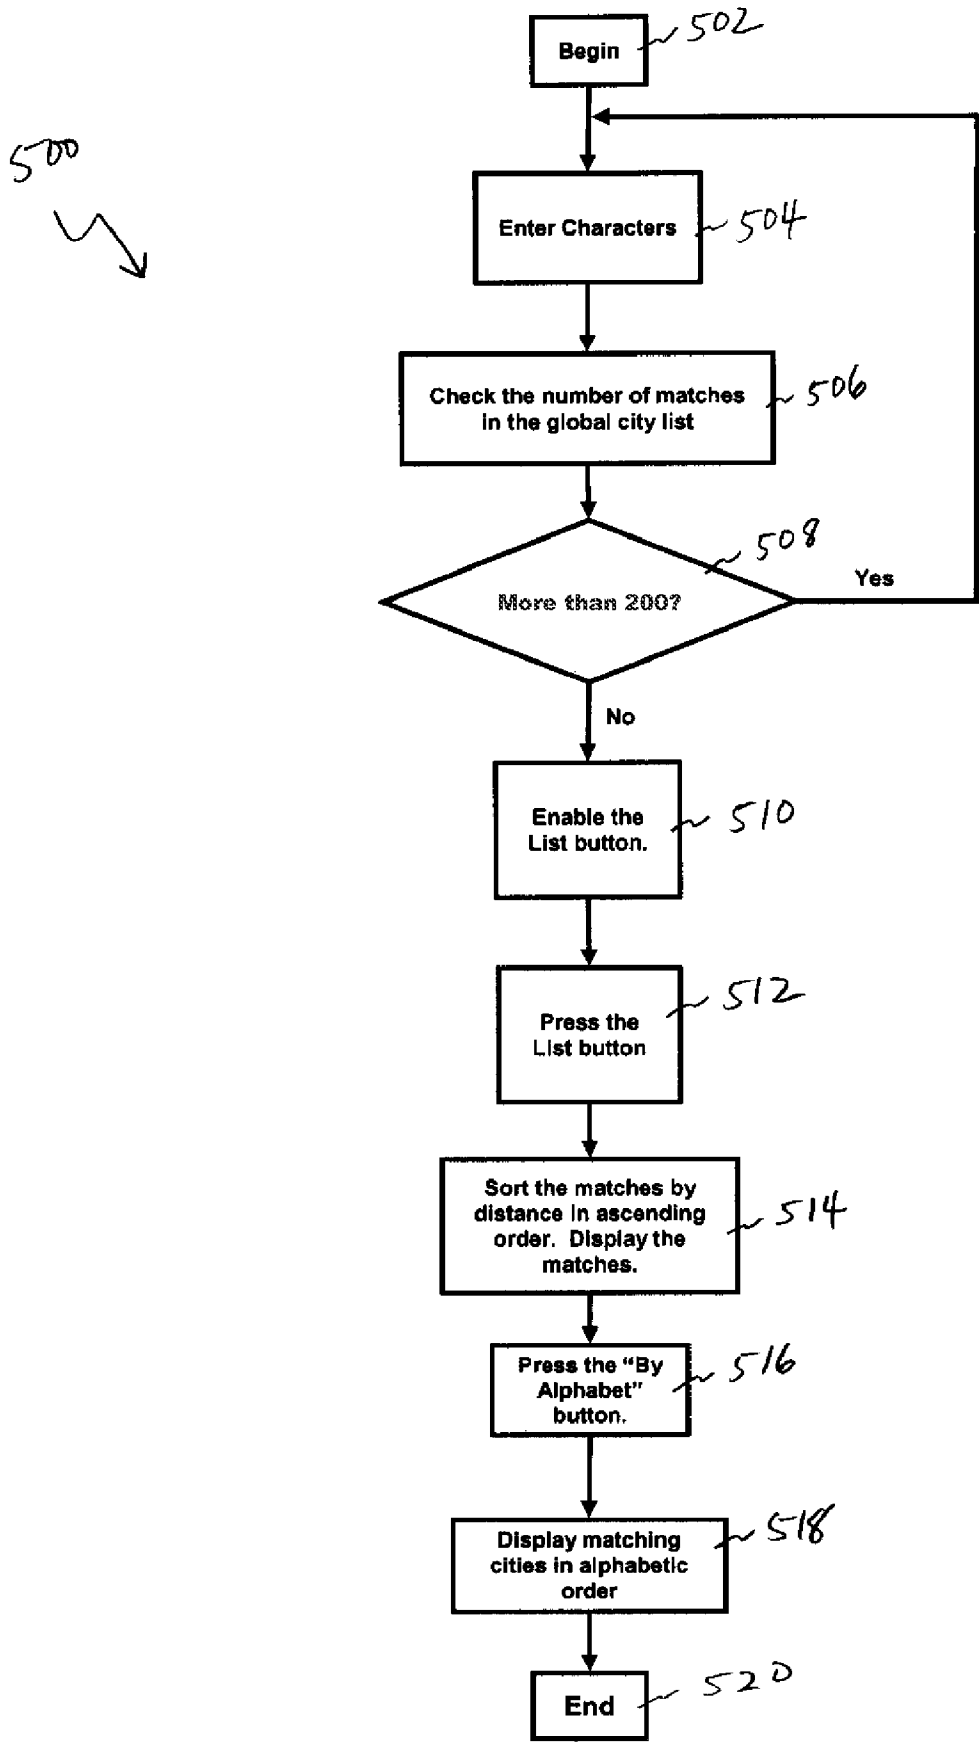 502
Begin
500
Enter Characters
504
Check the number of matches
in the global city list
506
508
More than 200?
Yes
No
Enable the
List button.
510
Press the
List button
512
Sort the matches by
distance in ascending
order. Display the
matches.
514
Press the “By
Alphabet”
button.
516
Display matching
cities in alphabetic
order
518
End
520